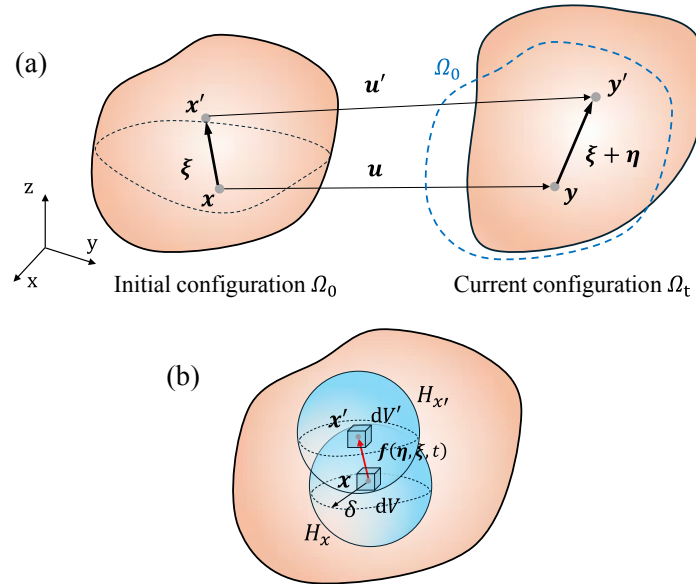 (a)
Ω₀
x′
u′
y′
ξ
ξ + η
x
u
y
z
y
x
Initial configuration Ω₀
Current configuration Ωₜ
(b)
Hₓ′
x′
dV′
f(η, ξ, t)
x
δ
dV
Hₓ